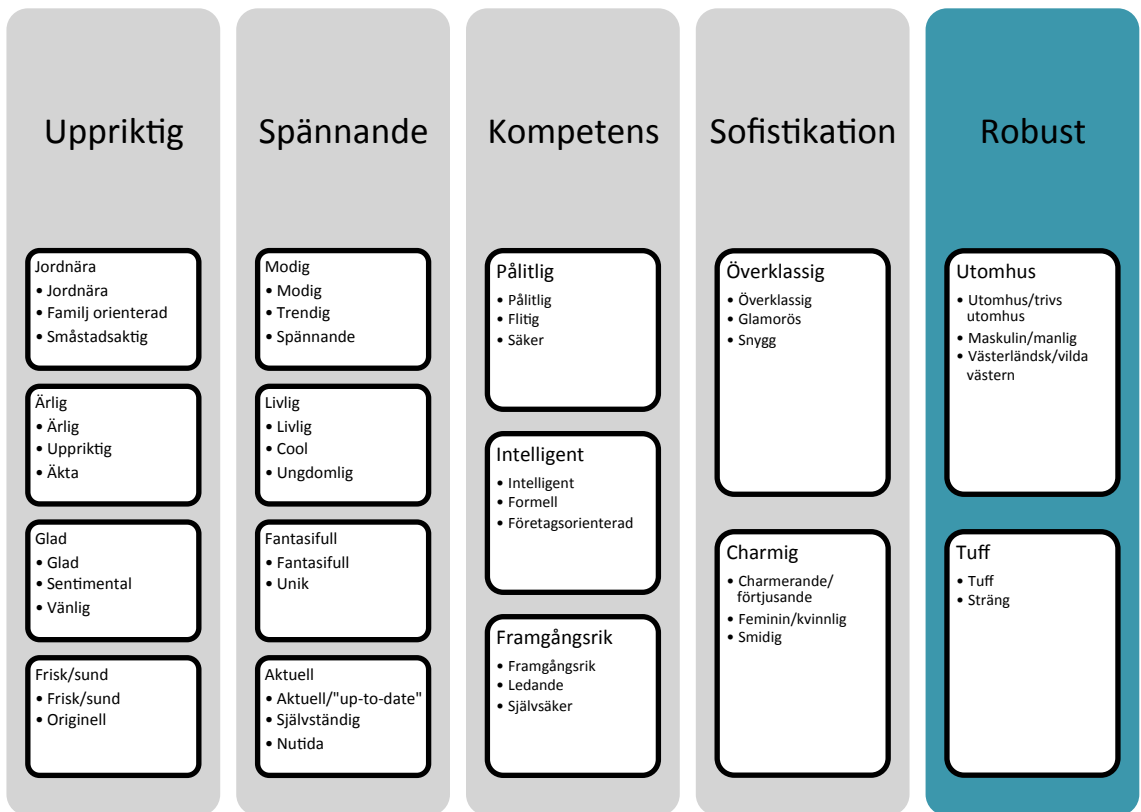 Uppriktig
Jordnära
• Jordnära
• Familj orienterad
• Småstadsaktig
Ärlig
• Ärlig
• Uppriktig
• Äkta
Glad
• Glad
• Sentimental
• Vänlig
Frisk/sund
• Frisk/sund
• Originell
Spännande
Modig
• Modig
• Trendig
• Spännande
Livlig
• Livlig
• Cool
• Ungdomlig
Fantasifull
• Fantasifull
• Unik
Aktuell
• Aktuell/"up-to-date"
• Självständig
• Nutida
Kompetens
Pålitlig
• Pålitlig
• Flitig
• Säker
Intelligent
• Intelligent
• Formell
• Företagsorienterad
Framgångsrik
• Framgångsrik
• Ledande
• Självsäker
Sofistikation
Överklassig
• Överklassig
• Glamorös
• Snygg
Charmig
• Charmerande/
förtjusande
• Feminin/kvinnlig
• Smidig
Robust
Utomhus
• Utomhus/trivs
utomhus
• Maskulin/manlig
• Västerländsk/vilda
västern
Tuff
• Tuff
• Sträng